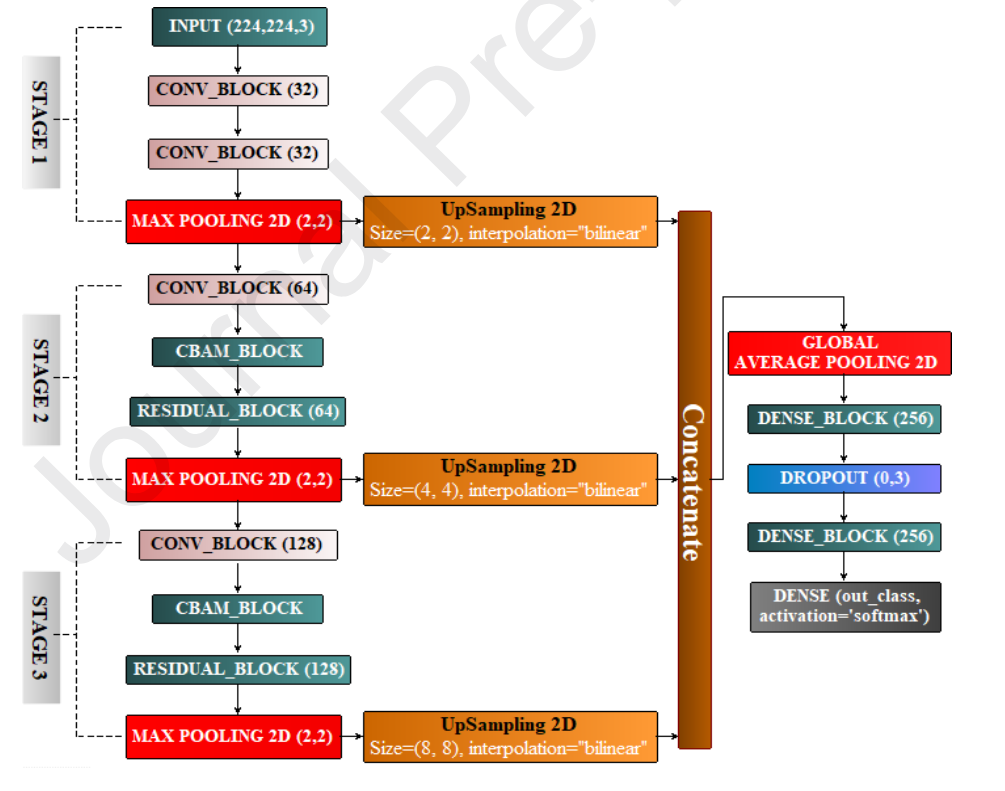 INPUT (224,224,3)
CONV_BLOCK (32)
CONV_BLOCK (32)
MAX POOLING 2D (2,2)
STAGE 1
UpSampling 2D
Size=(2, 2), interpolation="bilinear"
CONV_BLOCK (64)
CBAM_BLOCK
RESIDUAL_BLOCK (64)
MAX POOLING 2D (2,2)
STAGE 2
UpSampling 2D
Size=(4, 4), interpolation="bilinear"
CONV_BLOCK (128)
CBAM_BLOCK
RESIDUAL_BLOCK (128)
MAX POOLING 2D (2,2)
STAGE 3
UpSampling 2D
Size=(8, 8), interpolation="bilinear"
Concatenate
GLOBAL
AVERAGE POOLING 2D
DENSE_BLOCK (256)
DROPOUT (0,3)
DENSE_BLOCK (256)
DENSE (out_class,
activation='softmax')
Journal Pre-